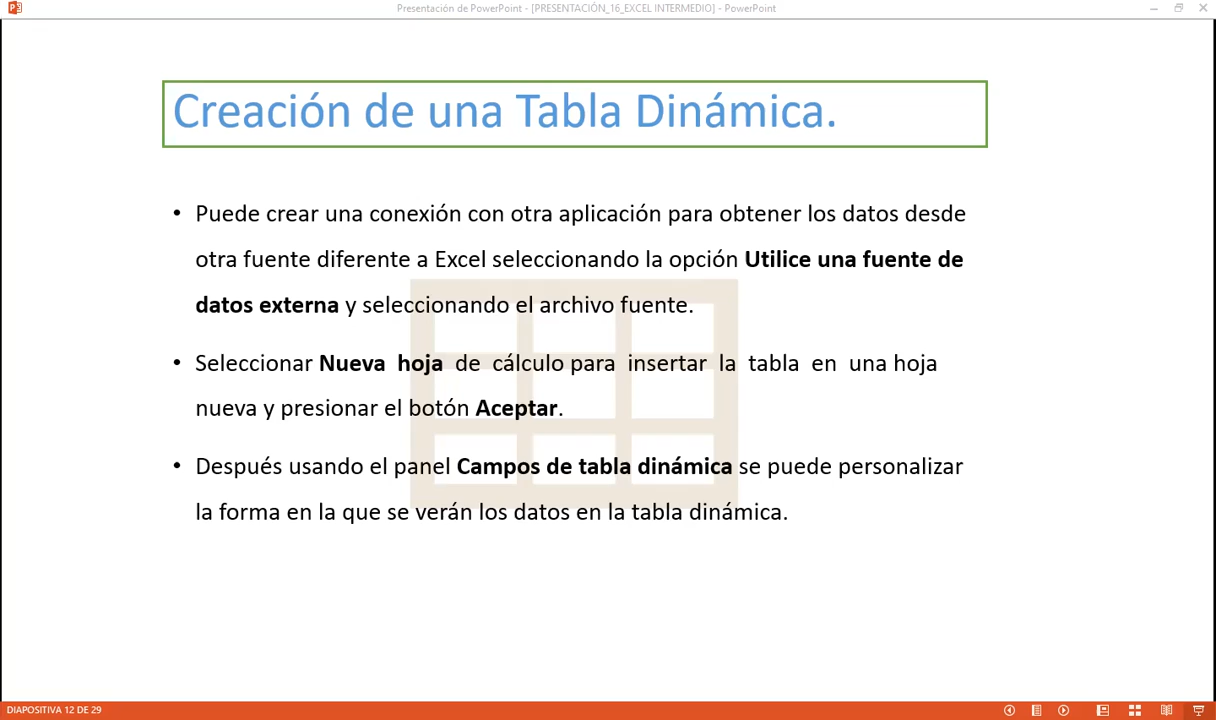 Presentación de PowerPoint - [PRESENTACIÓN_16_EXCEL INTERMEDIO] - PowerPoint
Creación de una Tabla Dinámica.
• Puede crear una conexión con otra aplicación para obtener los datos desde
otra fuente diferente a Excel seleccionando la opción Utilice una fuente de
datos externa y seleccionando el archivo fuente.
• Seleccionar Nueva hoja de cálculo para insertar la tabla en una hoja
nueva y presionar el botón Aceptar.
• Después usando el panel Campos de tabla dinámica se puede personalizar
la forma en la que se verán los datos en la tabla dinámica.
DIAPOSITIVA 12 DE 29